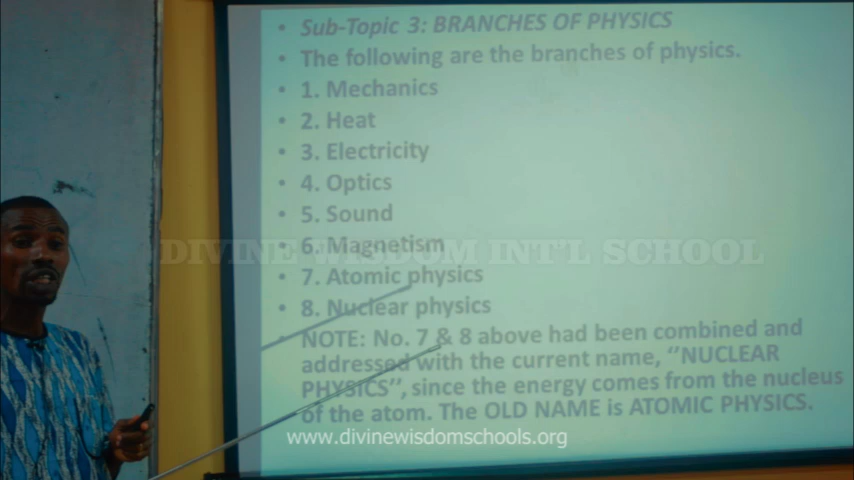 • Sub-Topic 3: BRANCHES OF PHYSICS
• The following are the branches of physics.
• 1. Mechanics
• 2. Heat
• 3. Electricity
• 4. Optics
• 5. Sound
• 6. Magnetism
DIVINE WISDOM INT'L SCHOOL
• 7. Atomic physics
• 8. Nuclear physics
• NOTE: No. 7 & 8 above had been combined and
addressed with the current name, ‘’NUCLEAR
PHYSICS’’, since the energy comes from the nucleus
of the atom. The OLD NAME is ATOMIC PHYSICS.
www.divinewisdomschools.org